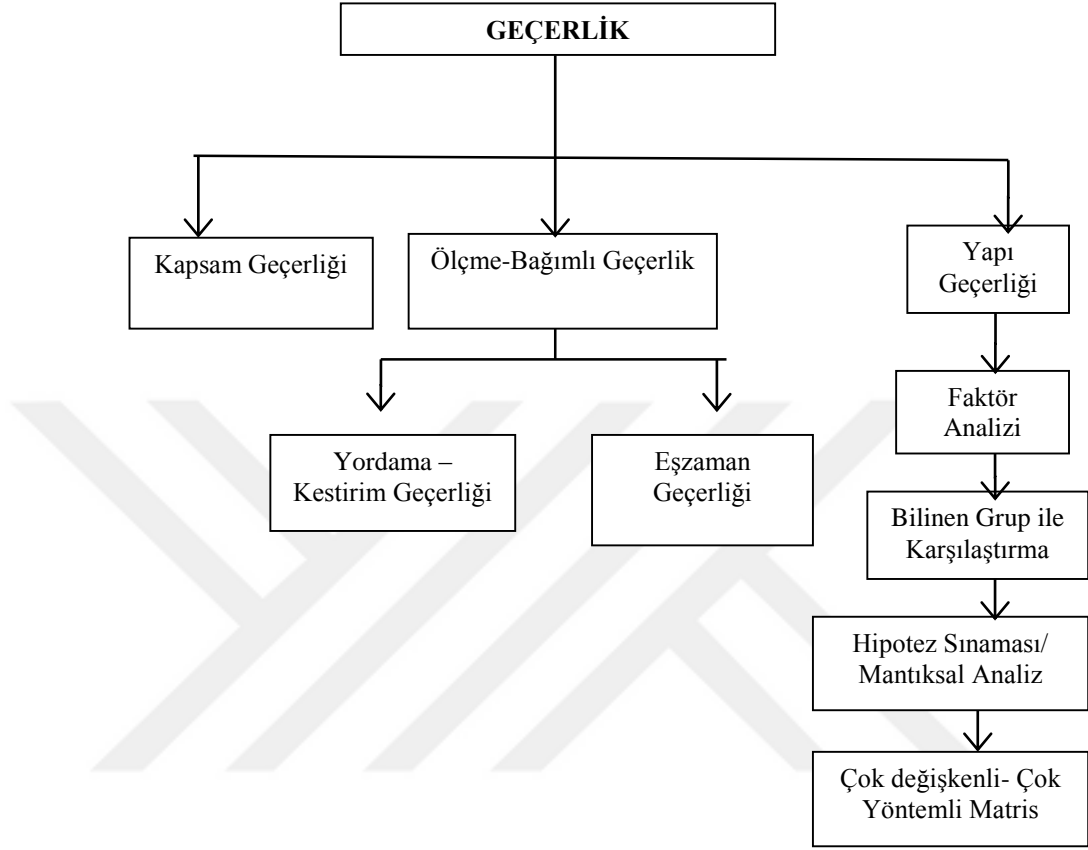 GEÇERLİK
Kapsam Geçerliği
Ölçme-Bağımlı Geçerlik
Yapı
Geçerliği
Yordama –
Kestirim Geçerliği
Eşzaman
Geçerliği
Faktör
Analizi
Bilinen Grup ile
Karşılaştırma
Hipotez Sınaması/
Mantıksal Analiz
Çok değişkenli- Çok
Yöntemli Matris